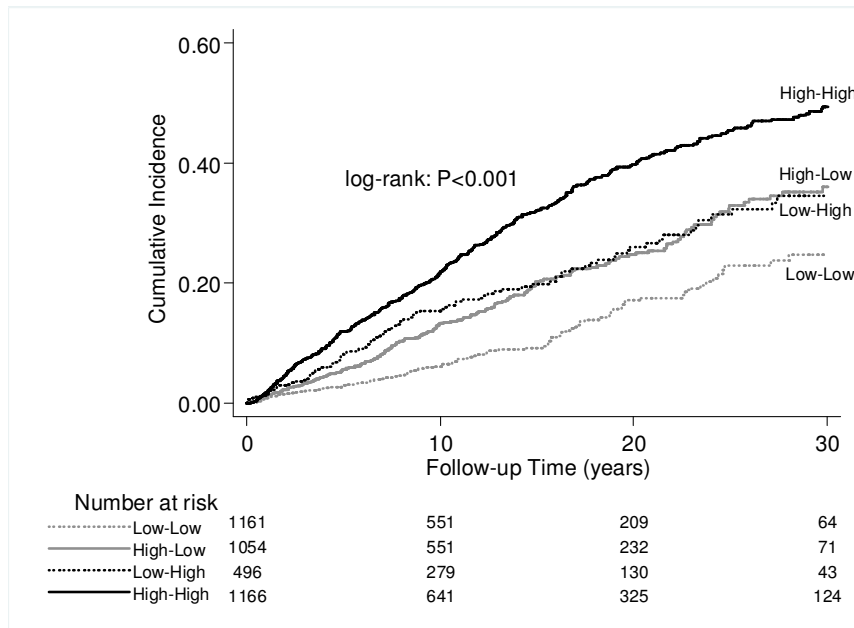 0.60
High-High
0.40
High-Low
log-rank: P<0.001
Low-High
Cumulative Incidence
0.20
Low-Low
0.00
0 10 20 30
Follow-up Time (years)
Number at risk
Low-Low 1161 551 209 64
High-Low 1054 551 232 71
Low-High 496 279 130 43
High-High 1166 641 325 124